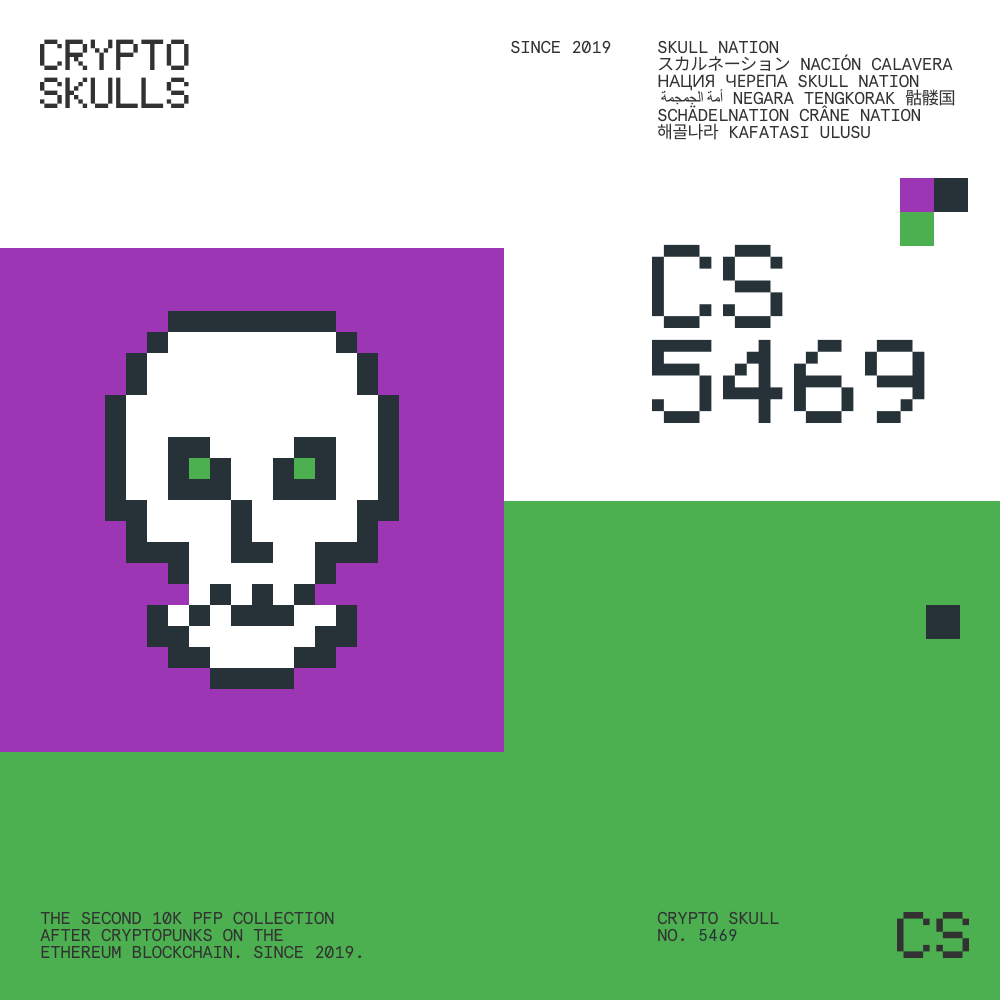 CRYPTO
SKULLS
SINCE 2019
SKULL NATION
スカルネーション NACIÓN CALAVERA
НАЦИЯ ЧЕРЕПА SKULL NATION
أمة الجمجمة NEGARA TENGKORAK 骷髅国
SCHÄDELNATION CRÂNE NATION
해골나라 KAFATASI ULUSU
CS
5469
THE SECOND 10K PFP COLLECTION
AFTER CRYPTOPUNKS ON THE
ETHEREUM BLOCKCHAIN. SINCE 2019.
CRYPTO SKULL
NO. 5469
CS